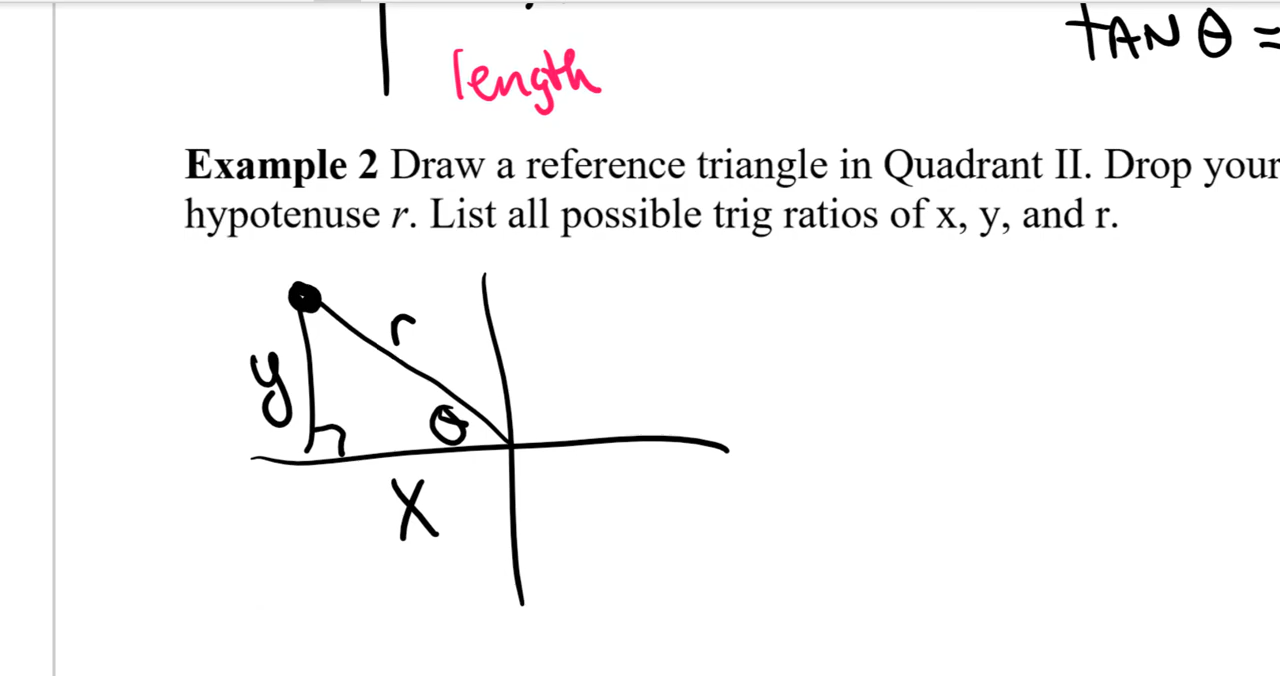 tAN θ =
length
Example 2 Draw a reference triangle in Quadrant II. Drop your
hypotenuse r. List all possible trig ratios of x, y, and r.
r
y
θ
x